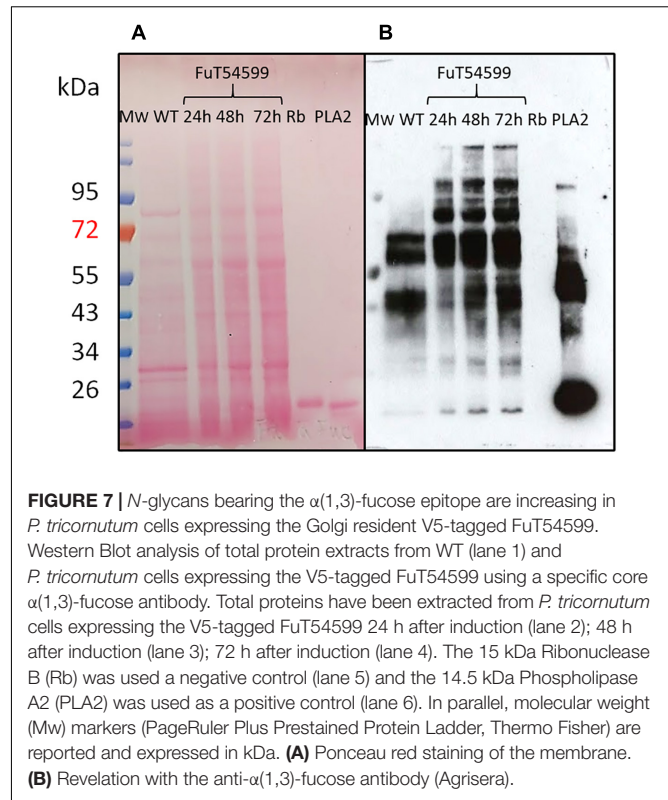 A
B
kDa
FuT54599
FuT54599
Mw WT 24h 48h 72h Rb PLA2
Mw WT 24h 48h 72h Rb PLA2
95
72
55
43
34
26
FIGURE 7 | N-glycans bearing the α(1,3)-fucose epitope are increasing in
P. tricornutum cells expressing the Golgi resident V5-tagged FuT54599.
Western Blot analysis of total protein extracts from WT (lane 1) and
P. tricornutum cells expressing the V5-tagged FuT54599 using a specific core
α(1,3)-fucose antibody. Total proteins have been extracted from P. tricornutum
cells expressing the V5-tagged FuT54599 24 h after induction (lane 2); 48 h
after induction (lane 3); 72 h after induction (lane 4). The 15 kDa Ribonuclease
B (Rb) was used a negative control (lane 5) and the 14.5 kDa Phospholipase
A2 (PLA2) was used as a positive control (lane 6). In parallel, molecular weight
(Mw) markers (PageRuler Plus Prestained Protein Ladder, Thermo Fisher) are
reported and expressed in kDa. (A) Ponceau red staining of the membrane.
(B) Revelation with the anti-α(1,3)-fucose antibody (Agrisera).